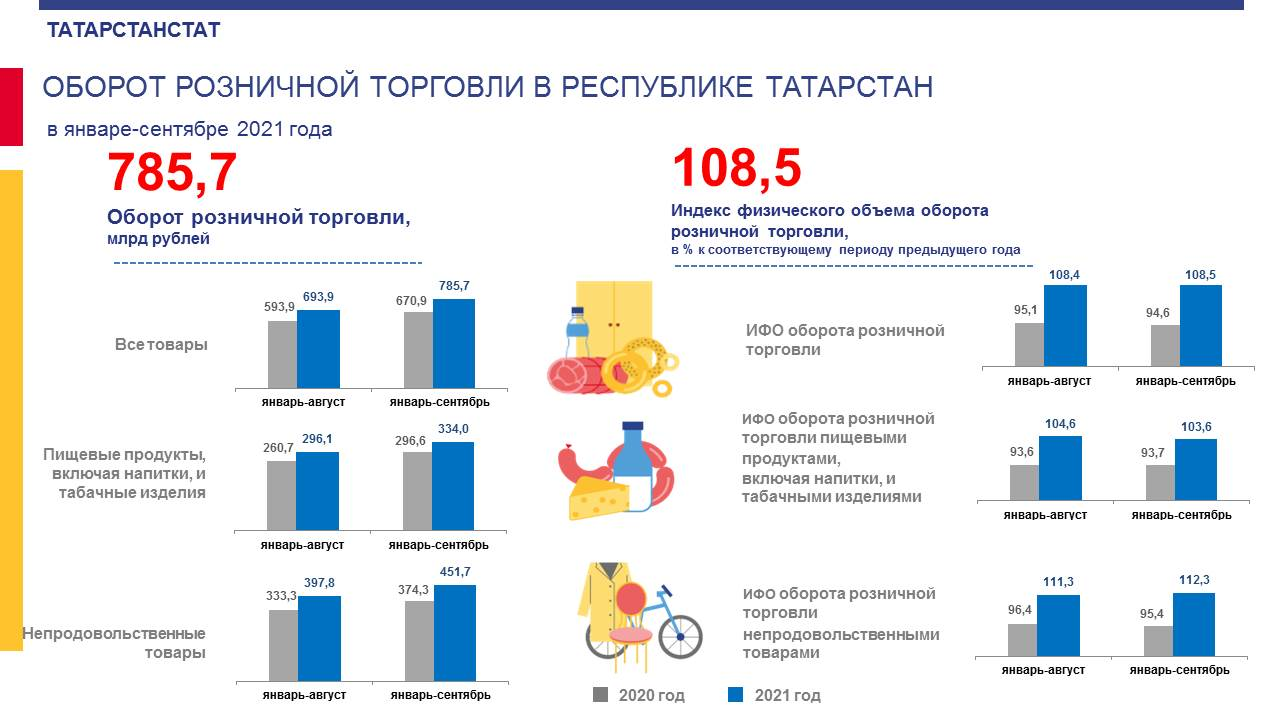 ТАТАРСТАНСТАТ
ОБОРОТ РОЗНИЧНОЙ ТОРГОВЛИ В РЕСПУБЛИКЕ ТАТАРСТАН
в январе-сентябре 2021 года
785,7
Оборот розничной торговли,
млрд рублей
108,5
Индекс физического объема оборота
розничной торговли,
в % к соответствующему периоду предыдущего года
Все товары
593,9
693,9
670,9
785,7
январь-август
январь-сентябрь
ИФО оборота розничной
торговли
95,1
108,4
94,6
108,5
январь-август
январь-сентябрь
Пищевые продукты,
включая напитки, и
табачные изделия
260,7
296,1
296,6
334,0
январь-август
январь-сентябрь
ИФО оборота розничной
торговли пищевыми
продуктами,
включая напитки, и
табачными изделиями
93,6
104,6
93,7
103,6
январь-август
январь-сентябрь
Непродовольственные
товары
333,3
397,8
374,3
451,7
январь-август
январь-сентябрь
ИФО оборота розничной
торговли
непродовольственными
товарами
96,4
111,3
95,4
112,3
январь-август
январь-сентябрь
2020 год
2021 год